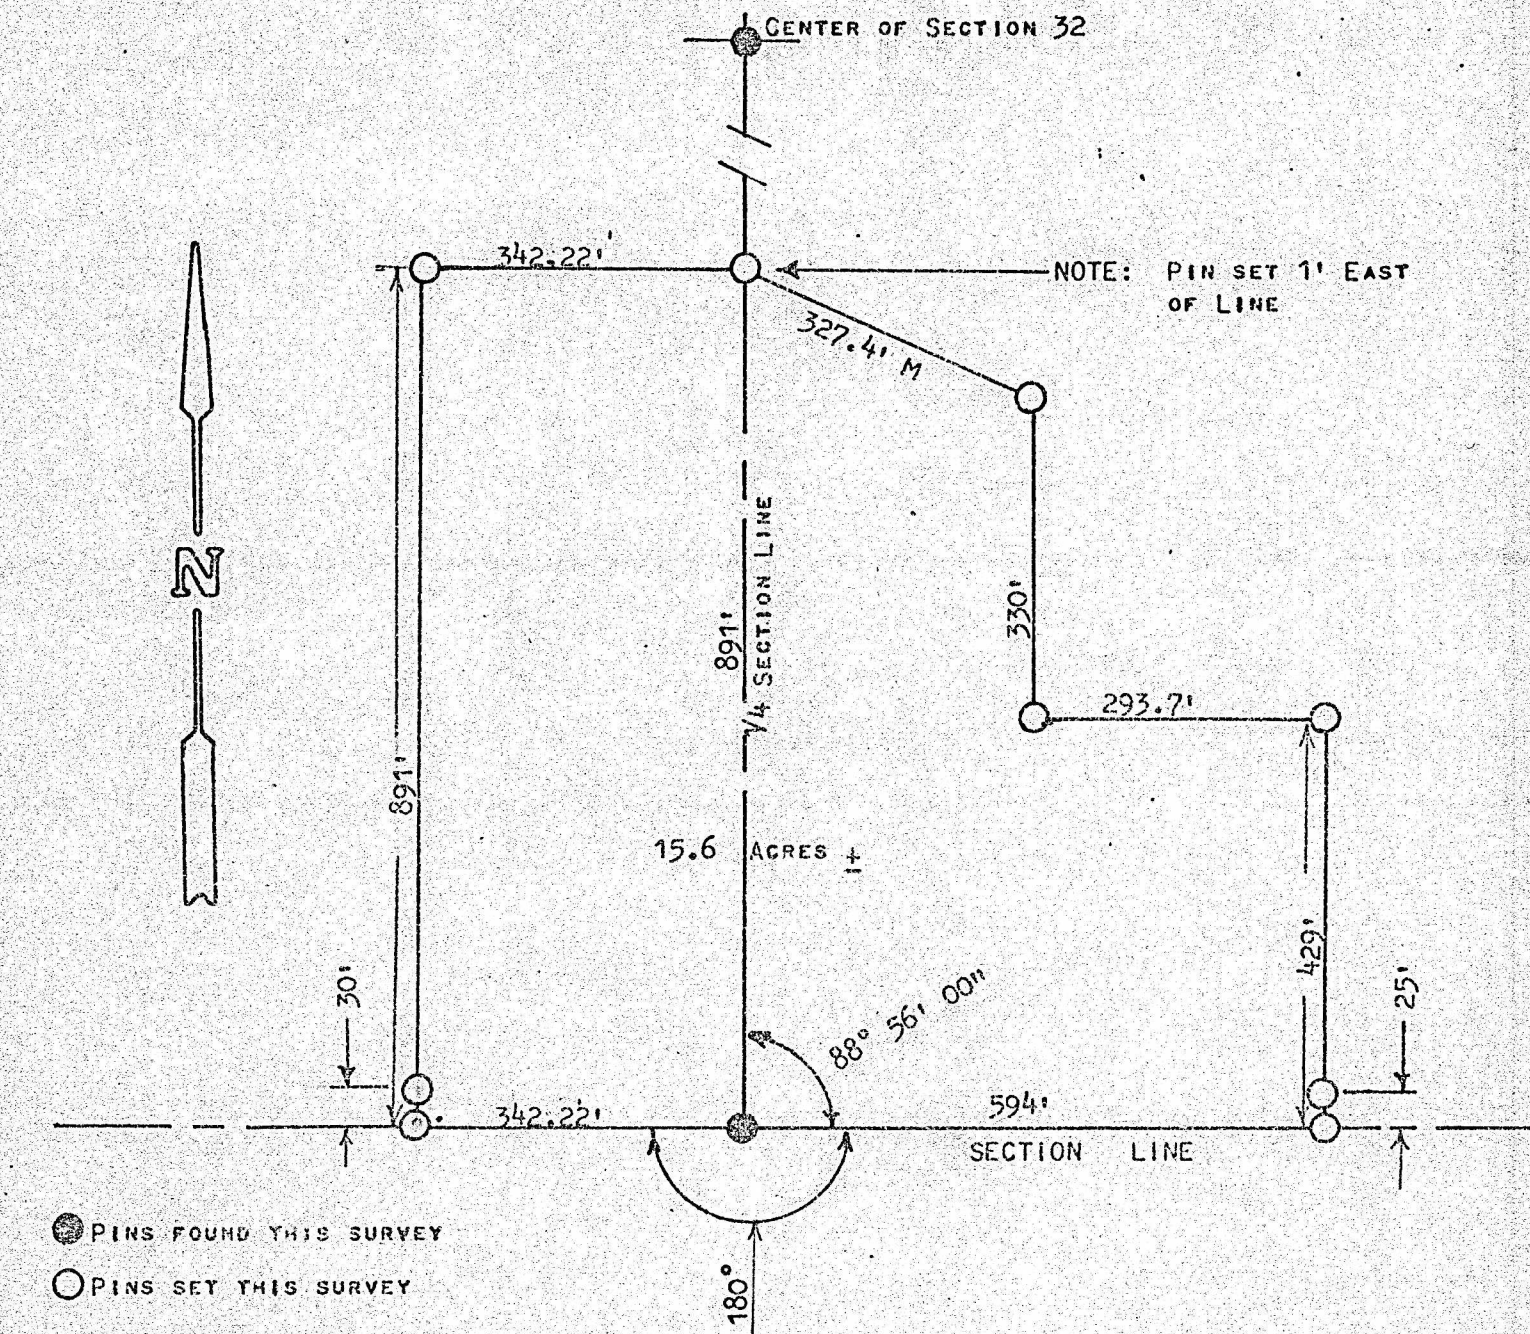 CENTER OF SECTION 32
342.22'
NOTE: PIN SET 1' EAST
OF LINE
327.4' M
N
330'
891'
1/4 SECTION LINE
293.7'
891'
15.6 ACRES ±
429'
30'
25'
88° 56' 00"
342.22'
594'
SECTION LINE
PINS FOUND THIS SURVEY
PINS SET THIS SURVEY
180°